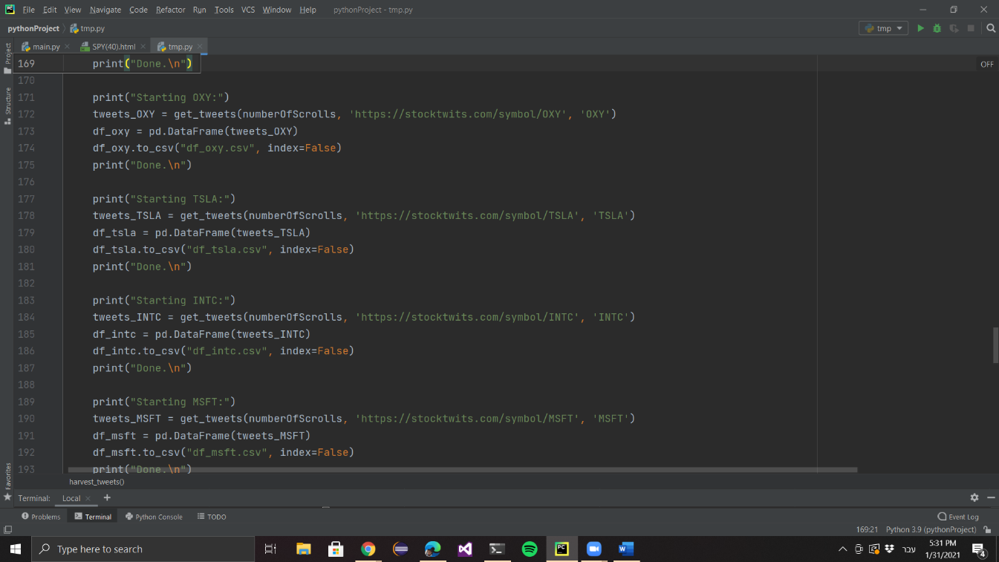 File Edit View Navigate Code Refactor Run Tools VCS Window Help pythonProject - tmp.py
pythonProject tmp.py tmp
main.py SPY(40).html tmp.py
Project
Structure
Favorites
OFF
169 print("Done.\n")
170
171 print("Starting OXY:")
172 tweets_OXY = get_tweets(numberOfScrolls, 'https://stocktwits.com/symbol/OXY', 'OXY')
173 df_oxy = pd.DataFrame(tweets_OXY)
174 df_oxy.to_csv("df_oxy.csv", index=False)
175 print("Done.\n")
176
177 print("Starting TSLA:")
178 tweets_TSLA = get_tweets(numberOfScrolls, 'https://stocktwits.com/symbol/TSLA', 'TSLA')
179 df_tsla = pd.DataFrame(tweets_TSLA)
180 df_tsla.to_csv("df_tsla.csv", index=False)
181 print("Done.\n")
182
183 print("Starting INTC:")
184 tweets_INTC = get_tweets(numberOfScrolls, 'https://stocktwits.com/symbol/INTC', 'INTC')
185 df_intc = pd.DataFrame(tweets_INTC)
186 df_intc.to_csv("df_intc.csv", index=False)
187 print("Done.\n")
188
189 print("Starting MSFT:")
190 tweets_MSFT = get_tweets(numberOfScrolls, 'https://stocktwits.com/symbol/MSFT', 'MSFT')
191 df_msft = pd.DataFrame(tweets_MSFT)
192 df_msft.to_csv("df_msft.csv", index=False)
193 print("Done.\n")
harvest_tweets()
Terminal: Local
Problems Terminal Python Console TODO Event Log
169:21 Python 3.9 (pythonProject)
Type here to search
עבר
5:31 PM
1/31/2021
4